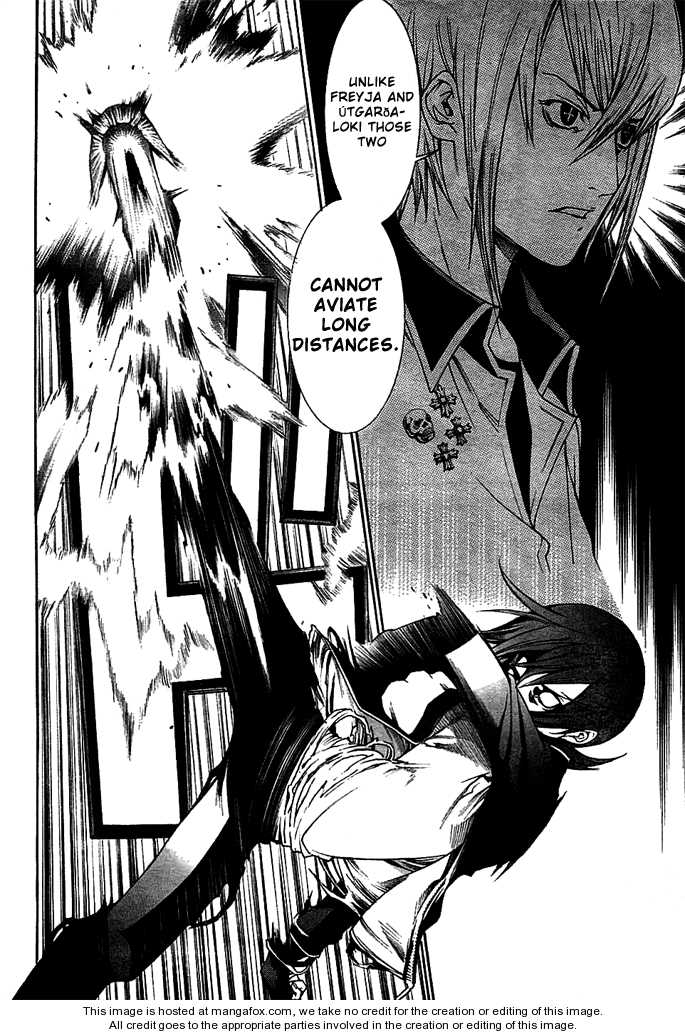 UNLIKE
FREYJA AND
ÚTGARðA-
LOKI THOSE
TWO
CANNOT
AVIATE
LONG
DISTANCES.
This image is hosted at mangafox.com, we take no credit for the creation or editing of this image.
All credit goes to the appropriate parties involved in the creation or editing of this image.